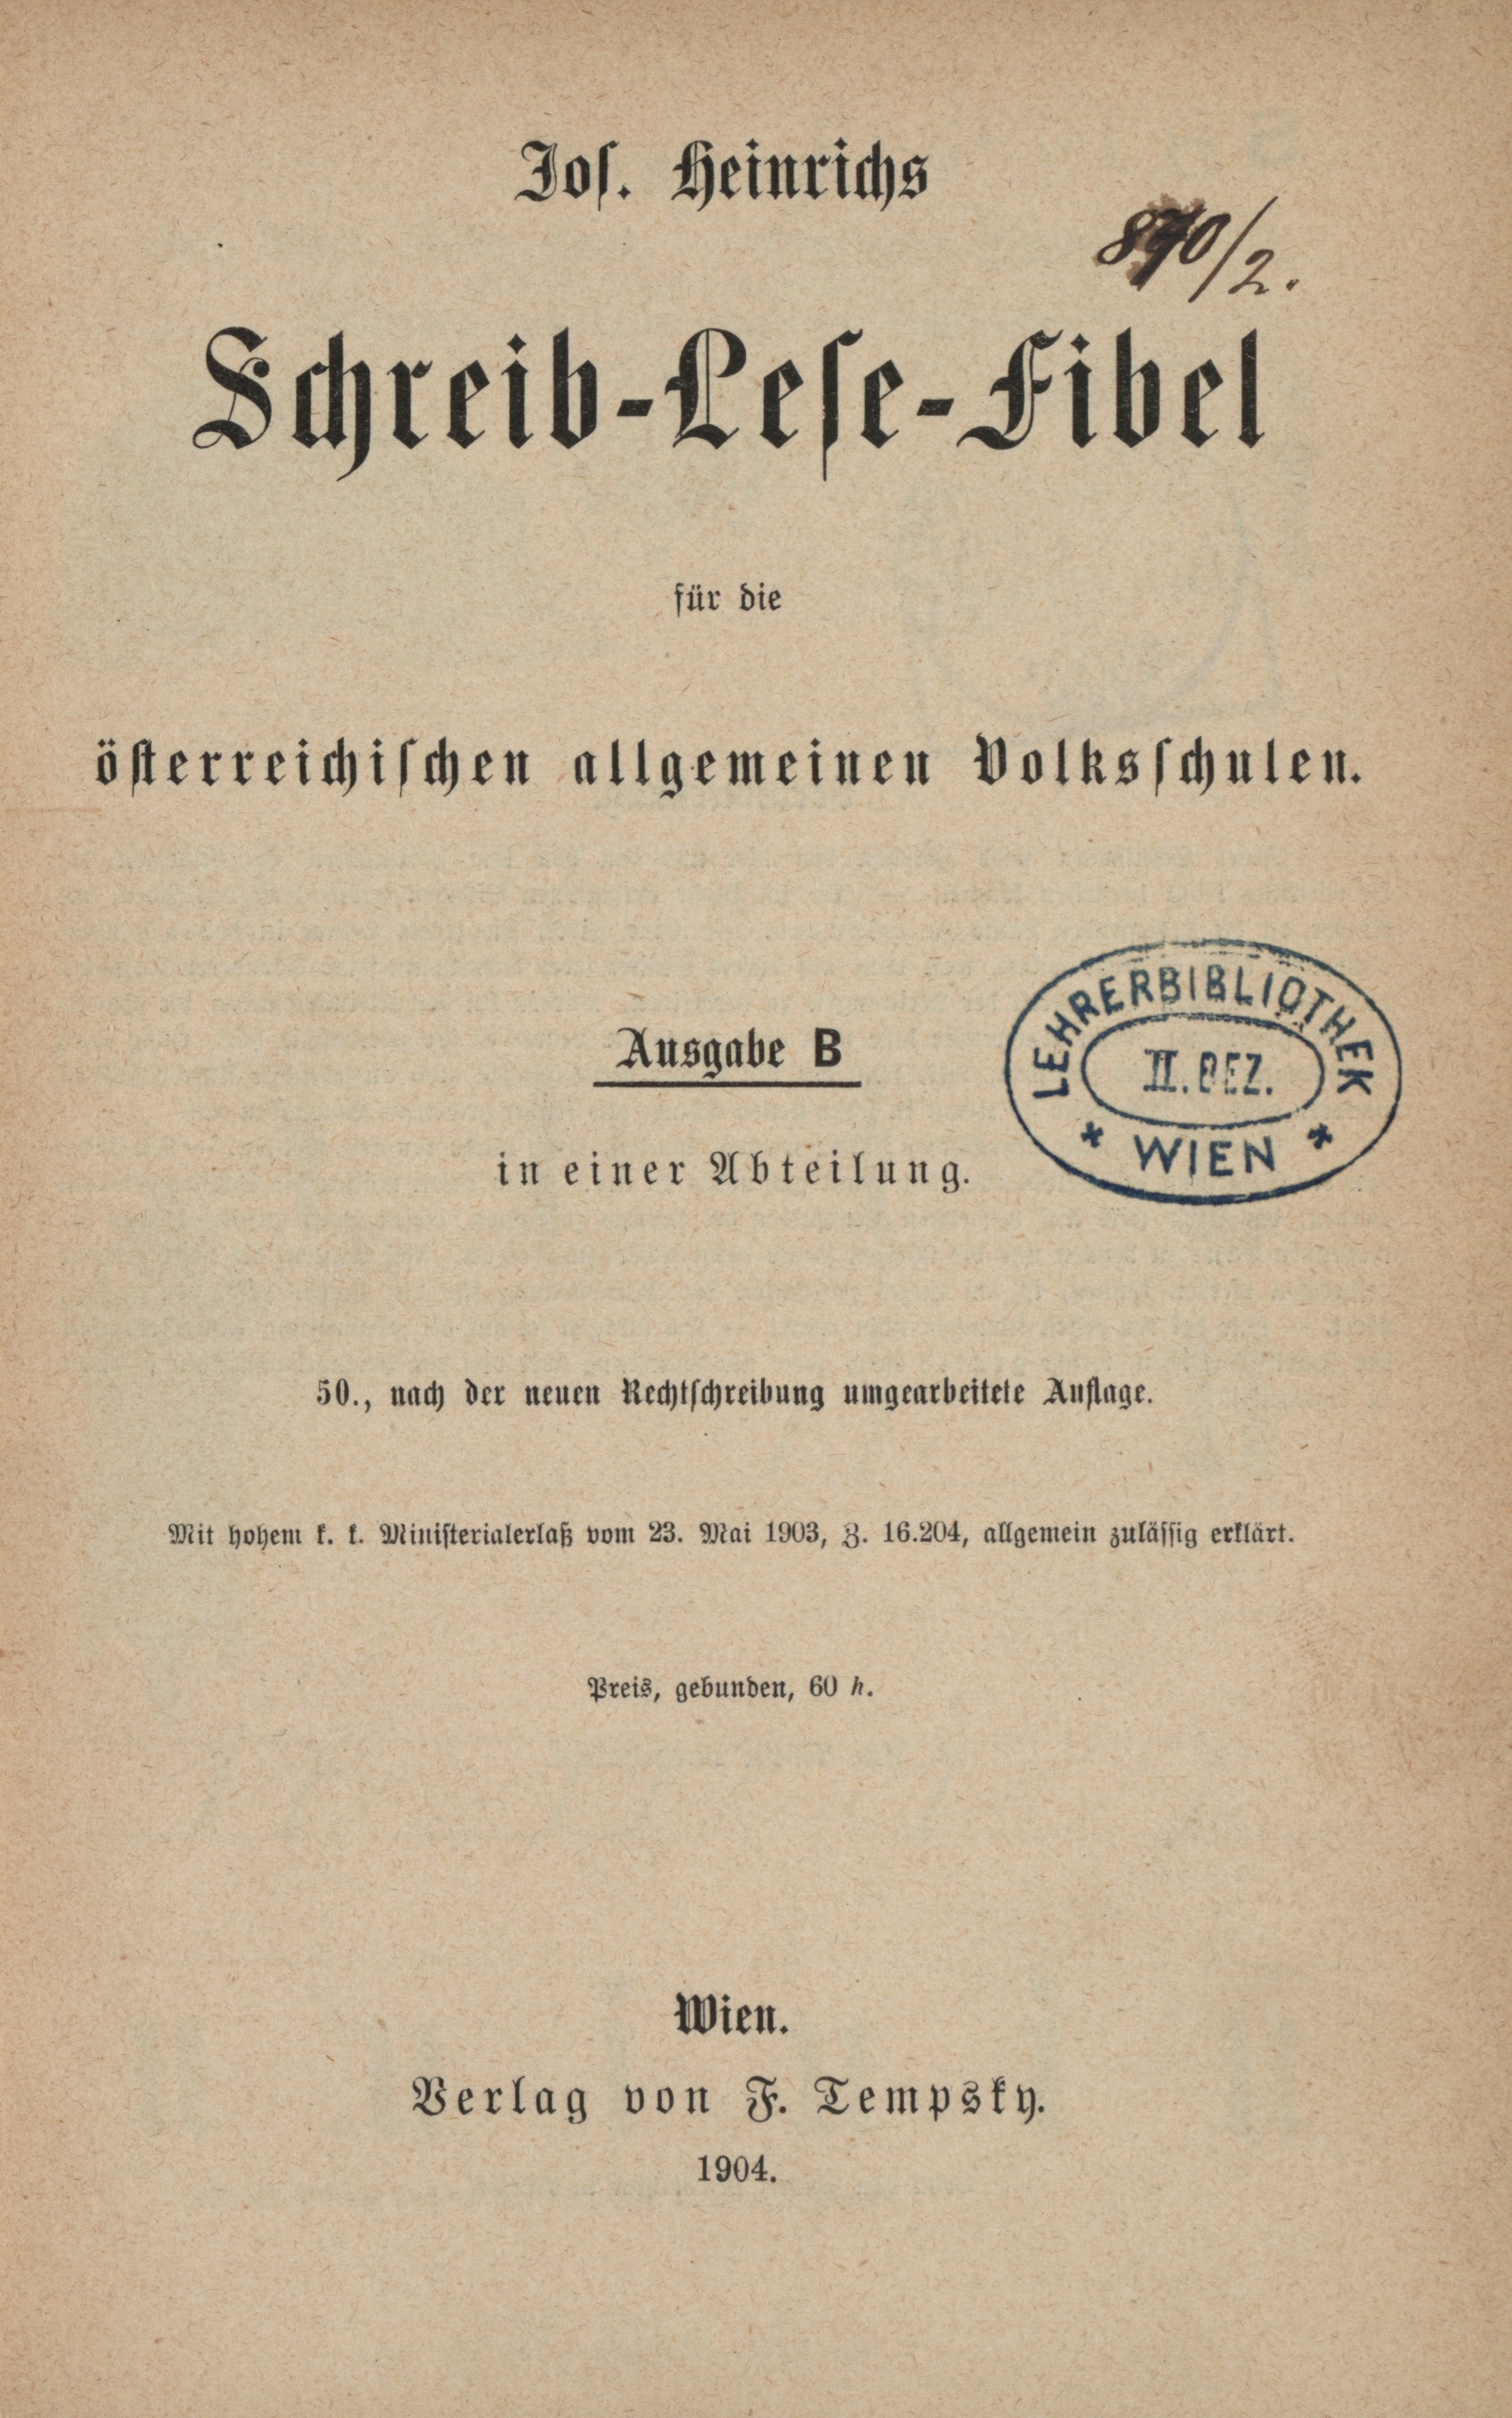 Jos. Heinrichs
890/2.
Schreib-Lese-Fibel
für die
österreichischen allgemeinen Volksschulen.
Ausgabe B
LEHRERBIBLIOTHEK
II. BEZ.
* WIEN *
in einer Abteilung.
50., nach der neuen Rechtschreibung umgearbeitete Auflage.
Mit hohem k. k. Ministerialerlaß vom 23. Mai 1903, Z. 16.204, allgemein zulässig erklärt.
Preis, gebunden, 60 h.
Wien.
Verlag von F. Tempsky.
1904.